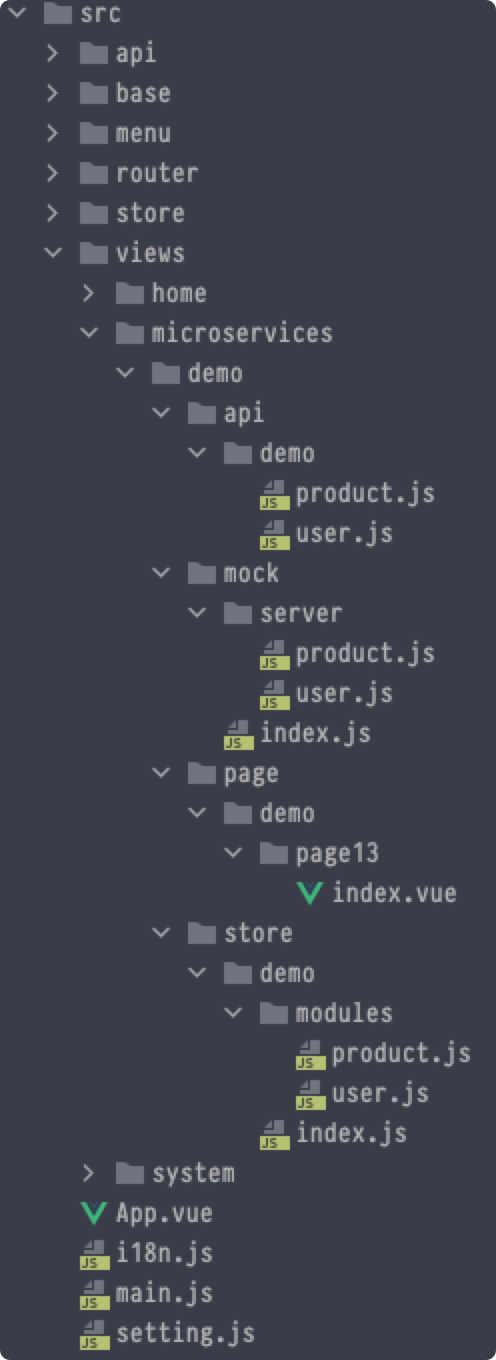 src
api
base
menu
router
store
views
home
microservices
demo
api
demo
JS product.js
JS user.js
mock
server
JS product.js
JS user.js
JS index.js
page
demo
page13
index.vue
store
demo
modules
JS product.js
JS user.js
JS index.js
system
App.vue
JS i18n.js
JS main.js
JS setting.js